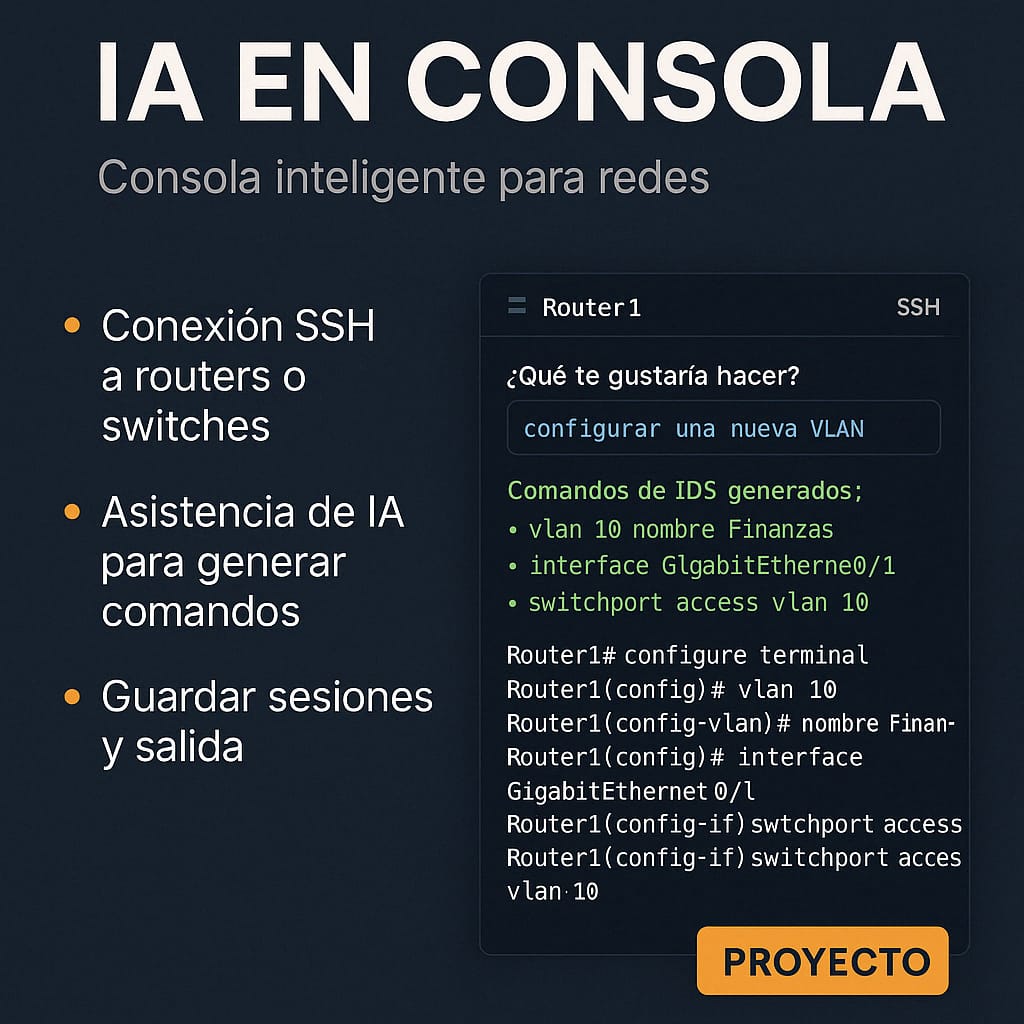 IA EN CONSOLA
Consola inteligente para redes
• Conexión SSH
a routers o
switches
• Asistencia de IA
para generar
comandos
• Guardar sesiones
y salida
Router1
SSH
¿Qué te gustaría hacer?
configurar una nueva VLAN
Comandos de IDS generados;
• vlan 10 nombre Finanzas
• interface GlgabitEtherne0/1
• switchport access vlan 10
Router1# configure terminal
Router1(config)# vlan 10
Router1(config-vlan)# nombre Finan-
Router1(config)# interface
GigabitEthernet 0/l
Router1(config-if)swtchport access
Router1(config-if)switchport acces
vlan·10
PROYECTO